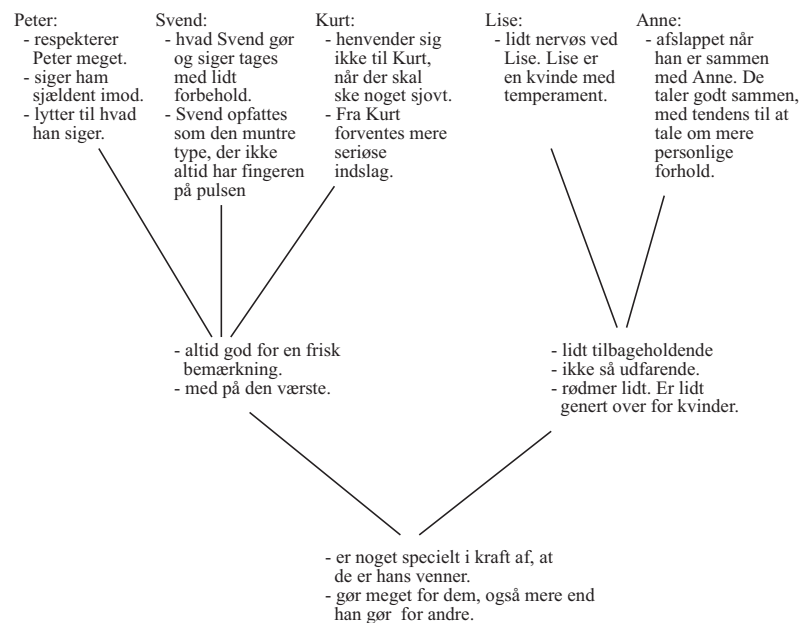 Peter:
- respekterer
Peter meget.
- siger ham
sjældent imod.
- lytter til hvad
han siger.
Svend:
- hvad Svend gør
og siger tages
med lidt
forbehold.
- Svend opfattes
som den muntre
type, der ikke
altid har fingeren
på pulsen
Kurt:
- henvender sig
ikke til Kurt,
når der skal
ske noget sjovt.
- Fra Kurt
forventes mere
seriøse
indslag.
Lise:
- lidt nervøs ved
Lise. Lise er
en kvinde med
temperament.
Anne:
- afslappet når
han er sammen
med Anne. De
taler godt sammen,
med tendens til at
tale om mere
personlige
forhold.
- altid god for en frisk
bemærkning.
- med på den værste.
- lidt tilbageholdende
- ikke så udfarende.
- rødmer lidt. Er lidt
genert over for kvinder.
- er noget specielt i kraft af, at
de er hans venner.
- gør meget for dem, også mere end
han gør for andre.